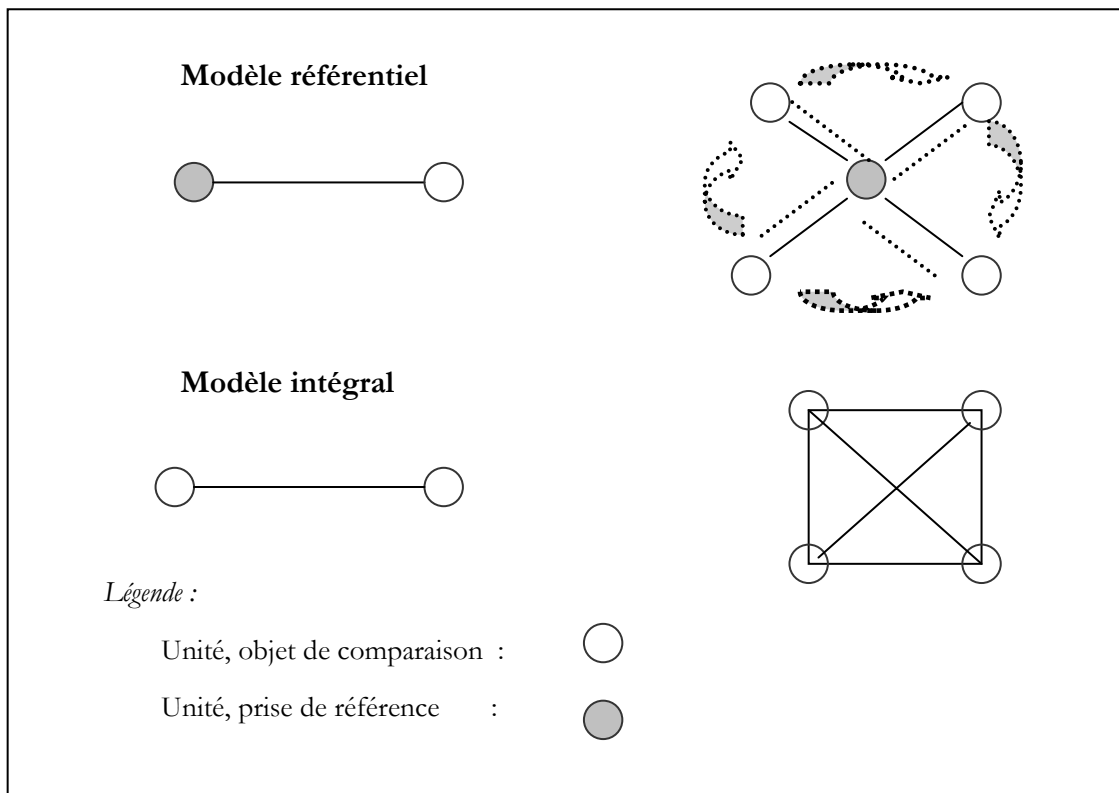 Modèle référentiel
Modèle intégral
Légende :
Unité, objet de comparaison :
Unité, prise de référence :